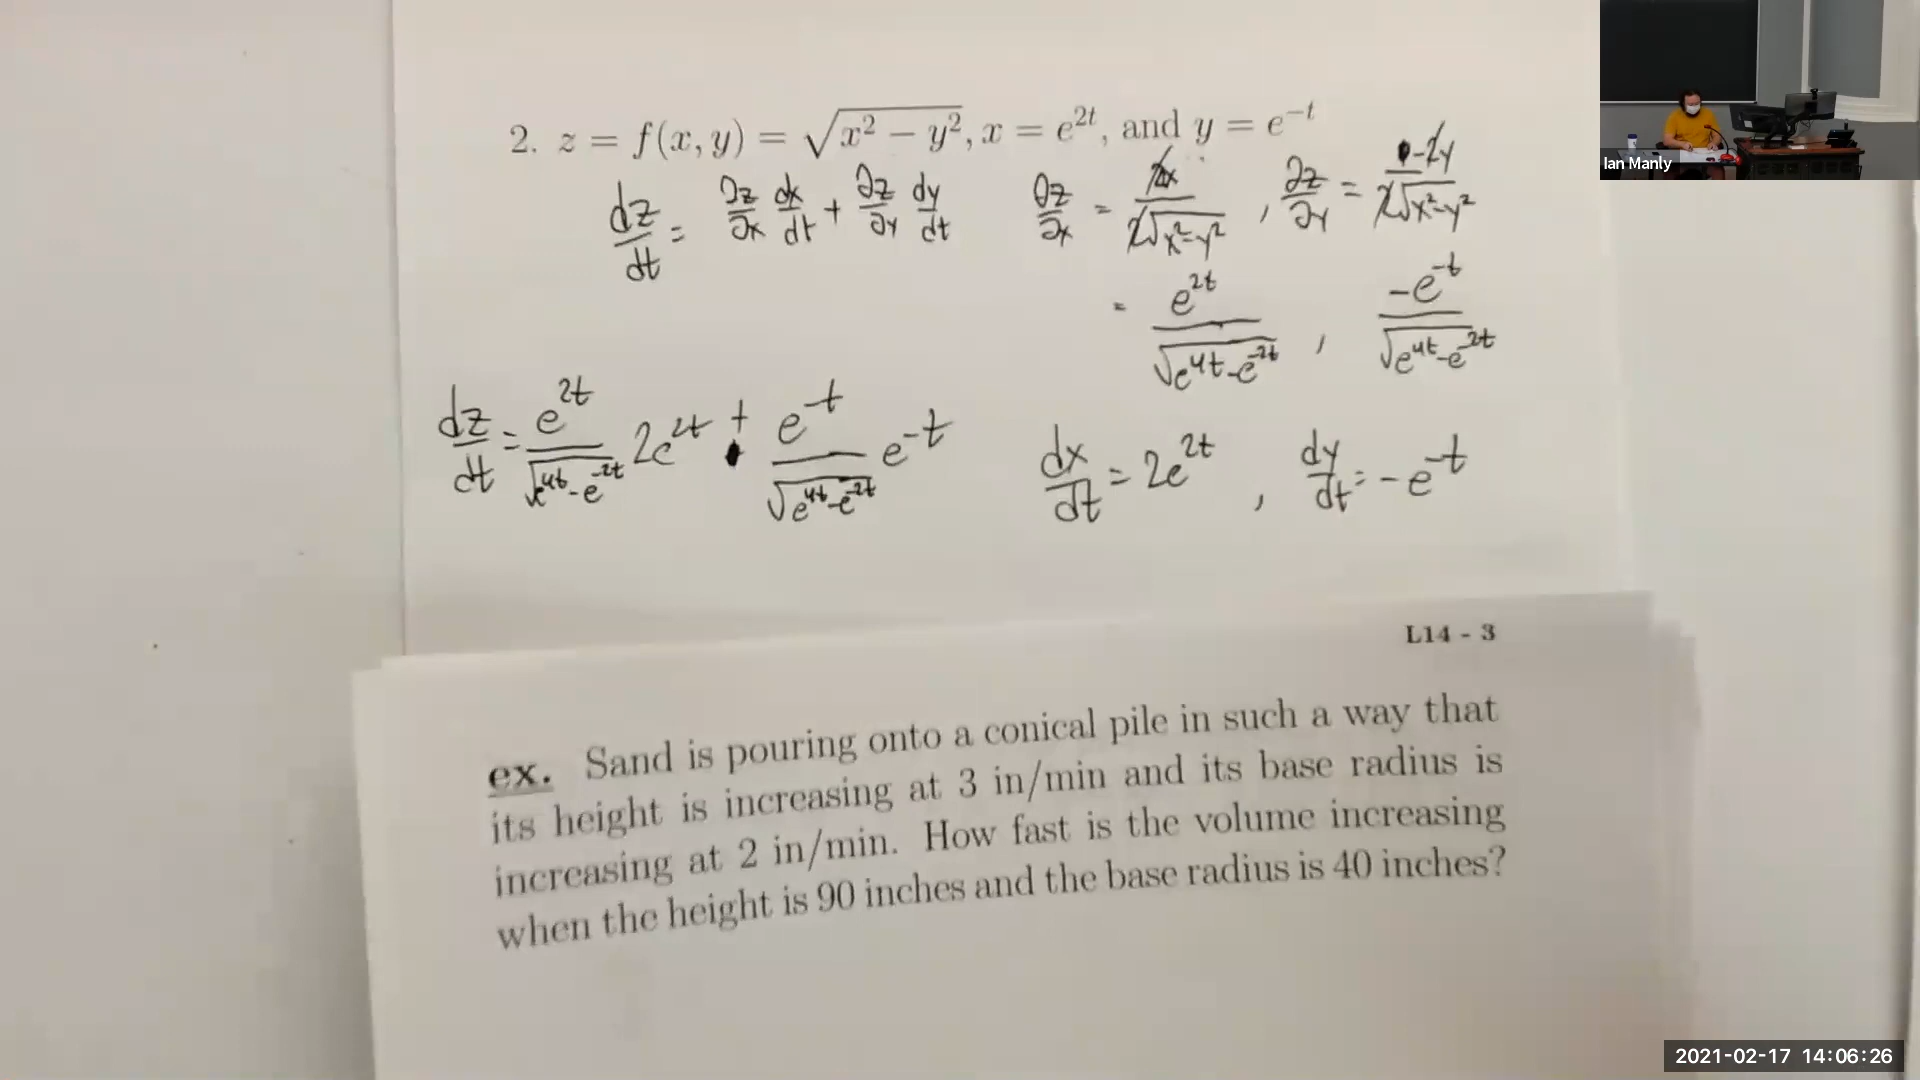 Ian Manly
2. z = f(x, y) = √(x² − y²), x = e^{2t}, and y = e^{−t}
dz/dt = ∂z/∂x dx/dt + ∂z/∂y dy/dt    ∂z/∂x = 2x/(2√(x²−y²)) , ∂z/∂y = −2y/(2√(x²−y²))
= e^{2t}/√(e^{4t}−e^{−2t}) , −e^{−t}/√(e^{4t}−e^{−2t})
dz/dt = e^{2t}/√(e^{4t}−e^{−2t}) 2e^{2t} + e^{−t}/√(e^{4t}−e^{−2t}) e^{−t}    dx/dt = 2e^{2t} , dy/dt = −e^{−t}
L14 - 3
ex. Sand is pouring onto a conical pile in such a way that
its height is increasing at 3 in/min and its base radius is
increasing at 2 in/min. How fast is the volume increasing
when the height is 90 inches and the base radius is 40 inches?
2021-02-17 14:06:26